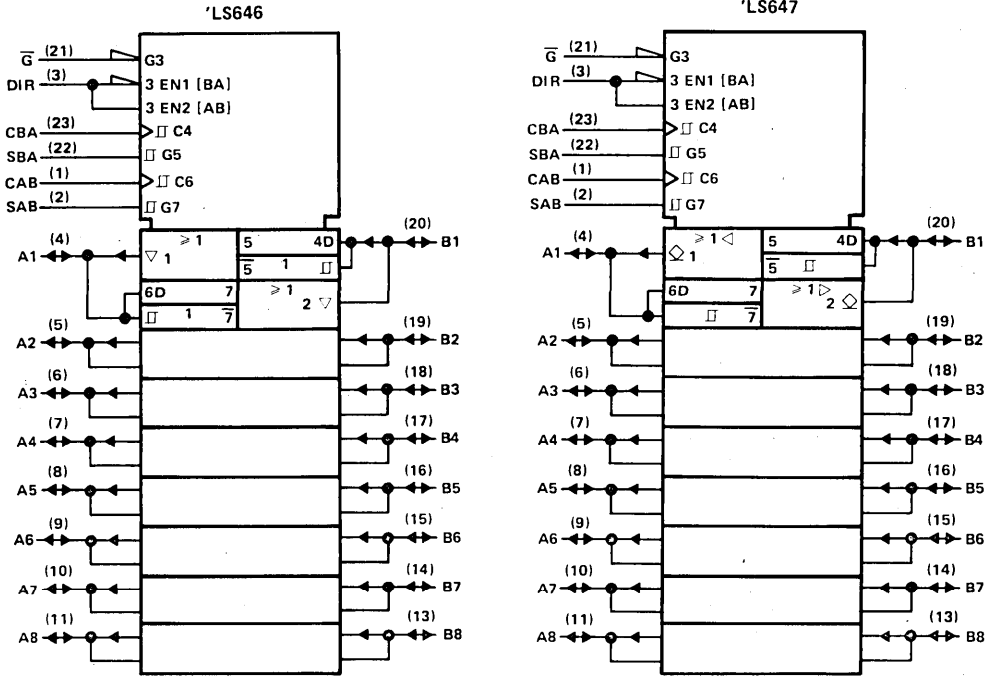 'LS646
G (21) G3
DIR (3) 3 EN1 [BA]
3 EN2 [AB]
CBA (23) C4
SBA (22) G5
CAB (1) C6
SAB (2) G7
A1 (4) ≥ 1 ▽ 1 5 4D (20) B1
5 1
6D 7 ≥ 1
1 7 2 ▽
A2 (5) (19) B2
A3 (6) (18) B3
A4 (7) (17) B4
A5 (8) (16) B5
A6 (9) (15) B6
A7 (10) (14) B7
A8 (11) (13) B8
'LS647
G (21) G3
DIR (3) 3 EN1 [BA]
3 EN2 [AB]
CBA (23) C4
SBA (22) G5
CAB (1) C6
SAB (2) G7
A1 (4) ≥ 1 ◁ 1 5 4D (20) B1
5
6D 7 ≥ 1 ▷
7 2
A2 (5) (19) B2
A3 (6) (18) B3
A4 (7) (17) B4
A5 (8) (16) B5
A6 (9) (15) B6
A7 (10) (14) B7
A8 (11) (13) B8